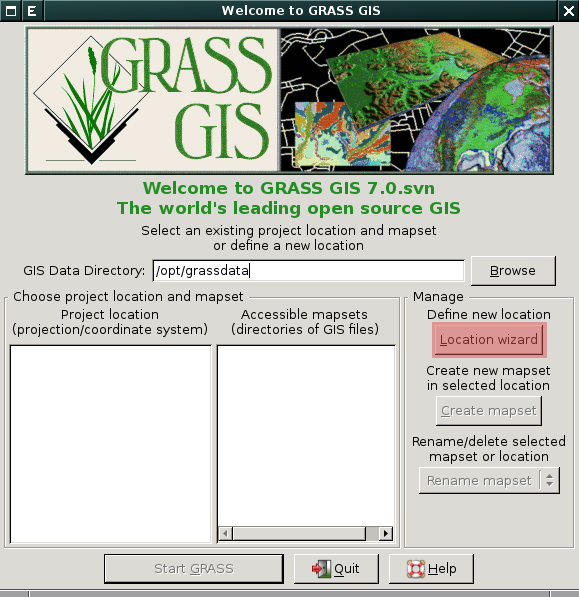 Welcome to GRASS GIS
GRASS
GIS
Welcome to GRASS GIS 7.0.svn
The world's leading open source GIS
Select an existing project location and mapset
or define a new location
GIS Data Directory: /opt/grassdata Browse
Choose project location and mapset
Project location
(projection/coordinate system)
Accessible mapsets
(directories of GIS files)
Manage
Define new location
Location wizard
Create new mapset
in selected location
Create mapset
Rename/delete selected
mapset or location
Rename mapset
Start GRASS Quit Help